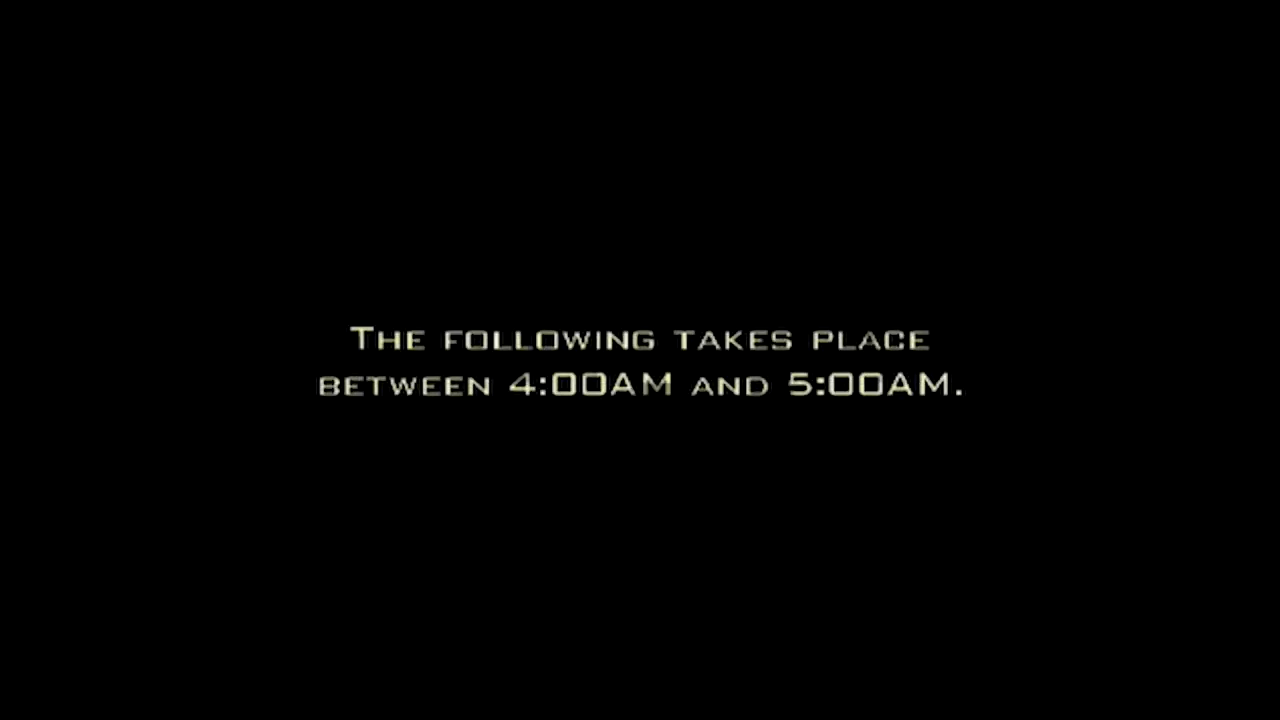 The following takes place
between 4:00AM and 5:00AM.